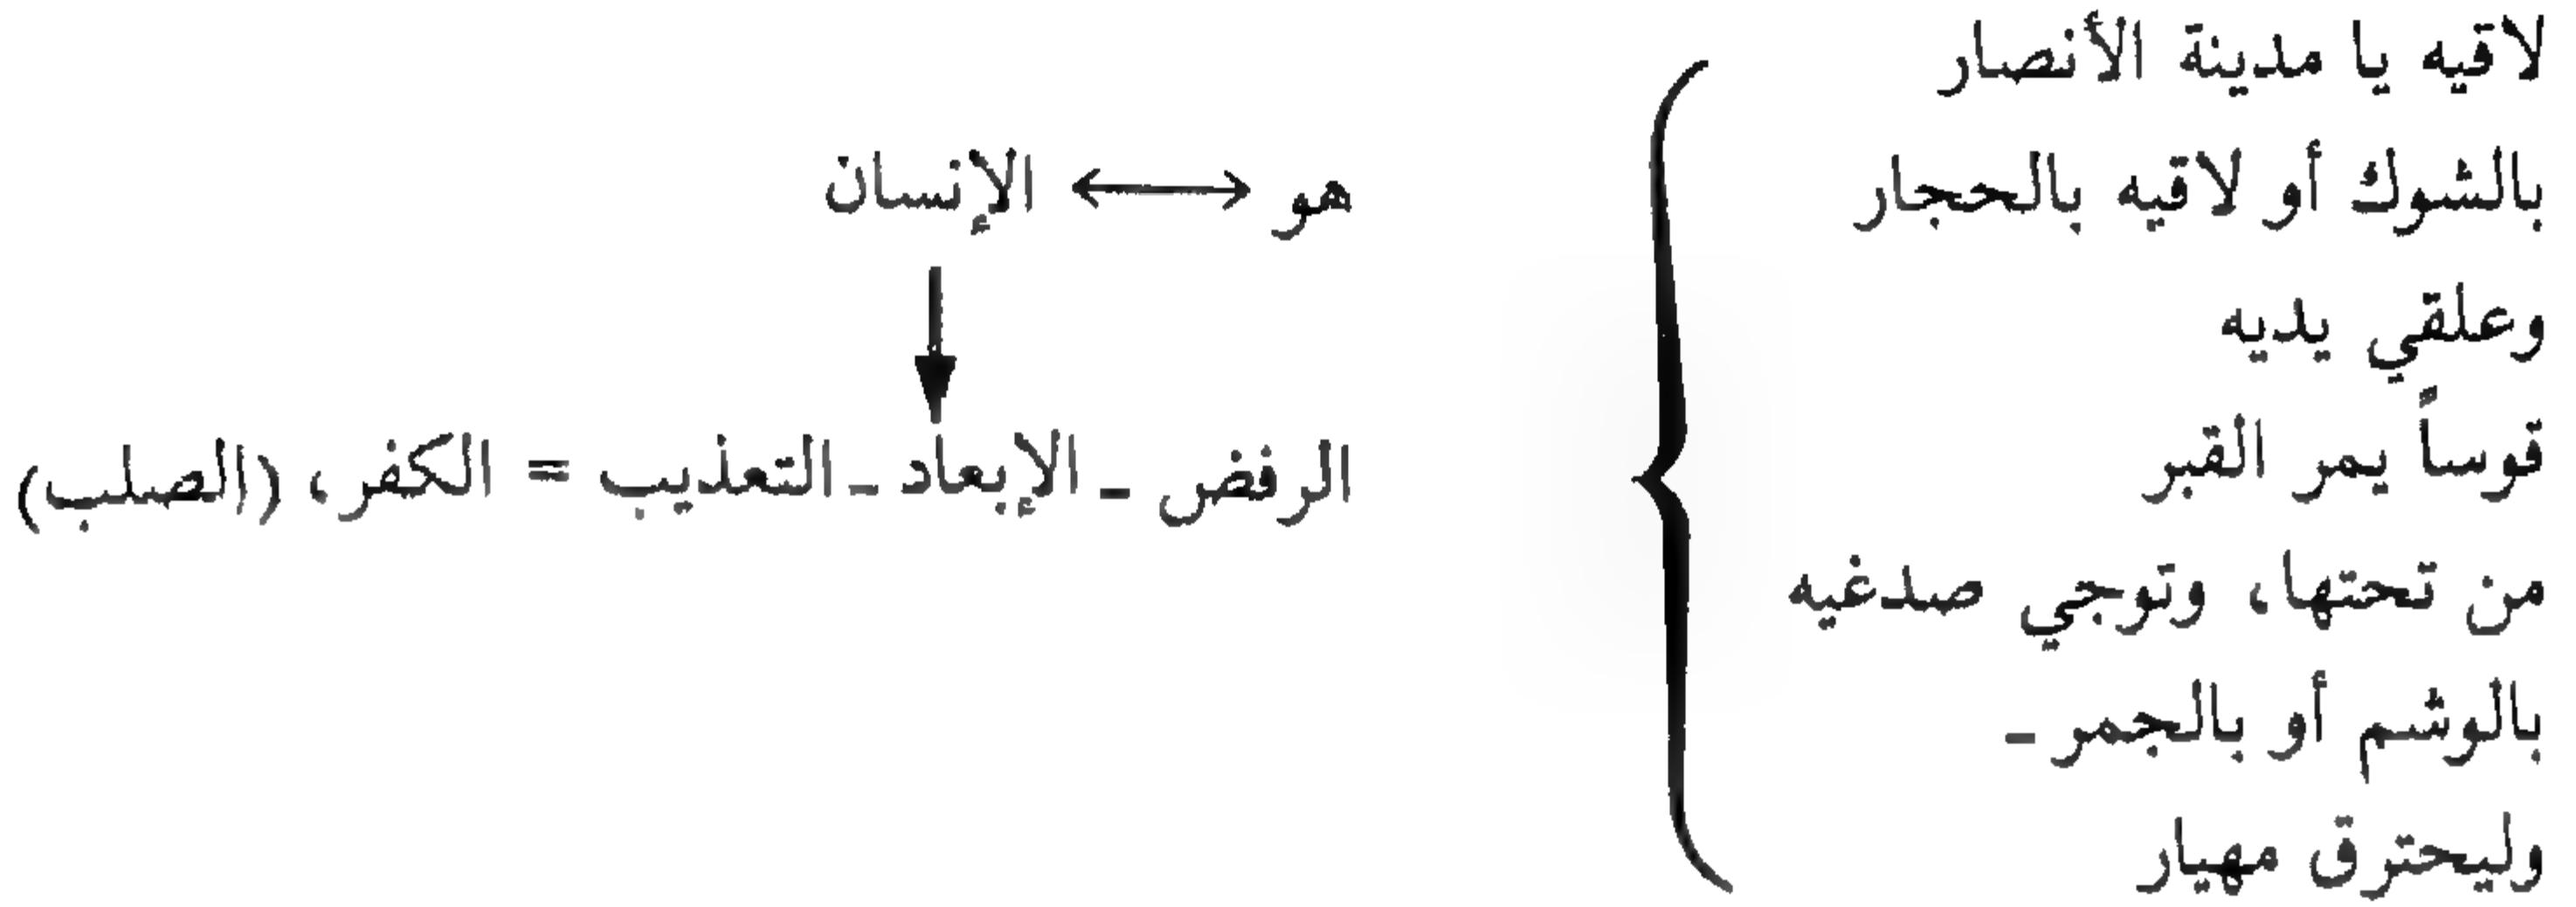 لاقيه يا مدينة الأنصار
بالشوك أو لاقيه بالحجار
وعلقي يديه
قوساً يمر القبر
من تحتها، وتوجي صدغيه
بالوشم أو بالجمر ـ
وليحترق مهيار
هو ↔ الإنسان
الرفض ـ الإبعاد ـ التعذيب = الكفر، (الصلب)